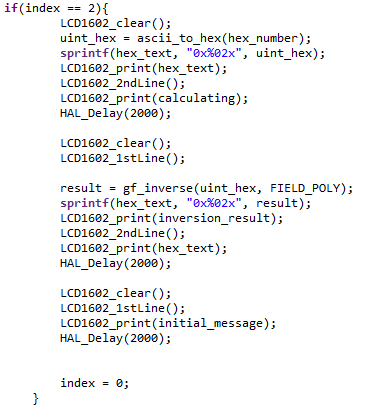 if(index == 2){
LCD1602_clear();
uint_hex = ascii_to_hex(hex_number);
sprintf(hex_text, "0x%02x", uint_hex);
LCD1602_print(hex_text);
LCD1602_2ndLine();
LCD1602_print(calculating);
HAL_Delay(2000);
LCD1602_clear();
LCD1602_1stLine();
result = gf_inverse(uint_hex, FIELD_POLY);
sprintf(hex_text, "0x%02x", result);
LCD1602_print(inversion_result);
LCD1602_2ndLine();
LCD1602_print(hex_text);
HAL_Delay(2000);
LCD1602_clear();
LCD1602_1stLine();
LCD1602_print(initial_message);
HAL_Delay(2000);
index = 0;
}